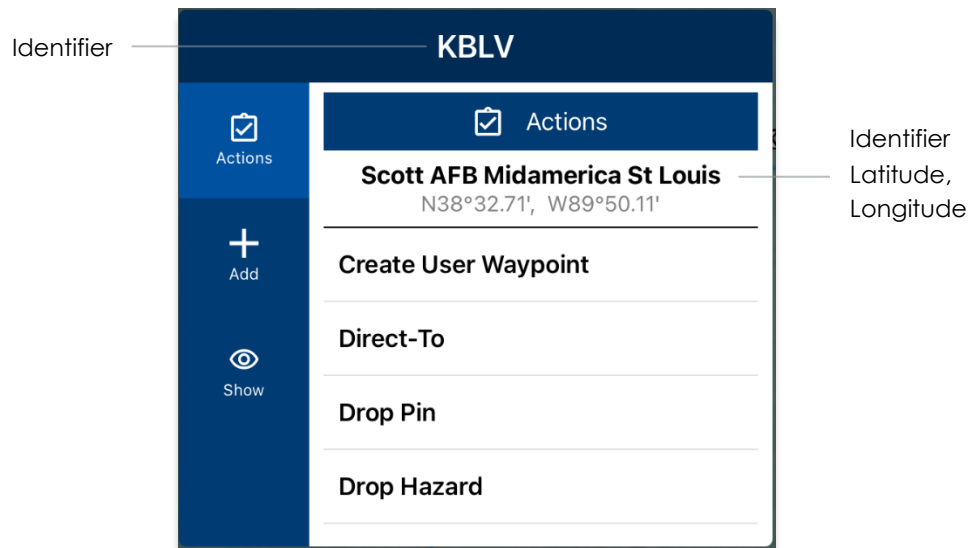 Identifier
KBLV
Actions
Add
Show
Actions
Scott AFB Midamerica St Louis
N38°32.71', W89°50.11'
Create User Waypoint
Direct-To
Drop Pin
Drop Hazard
Identifier
Latitude,
Longitude